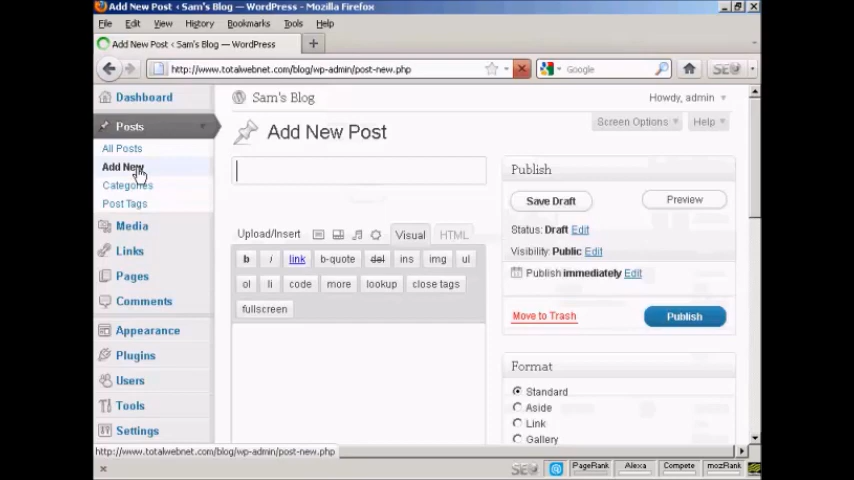 Add New Post ‹ Sam's Blog — WordPress - Mozilla Firefox
File Edit View History Bookmarks Tools Help
Add New Post ‹ Sam's Blog — WordPress
http://www.totalwebnet.com/blog/wp-admin/post-new.php
Google
SEO
Dashboard
Posts
All Posts
Add New
Categories
Post Tags
Media
Links
Pages
Comments
Appearance
Plugins
Users
Tools
Settings
Sam's Blog
Howdy, admin
Screen Options
Help
Add New Post
Upload/Insert
Visual
HTML
b i link b-quote del ins img ul
ol li code more lookup close tags
fullscreen
Publish
Save Draft
Preview
Status: Draft Edit
Visibility: Public Edit
Publish immediately Edit
Move to Trash
Publish
Format
Standard
Aside
Link
Gallery
http://www.totalwebnet.com/blog/wp-admin/post-new.php
SEO
PageRank
Alexa
Compete
mozRank